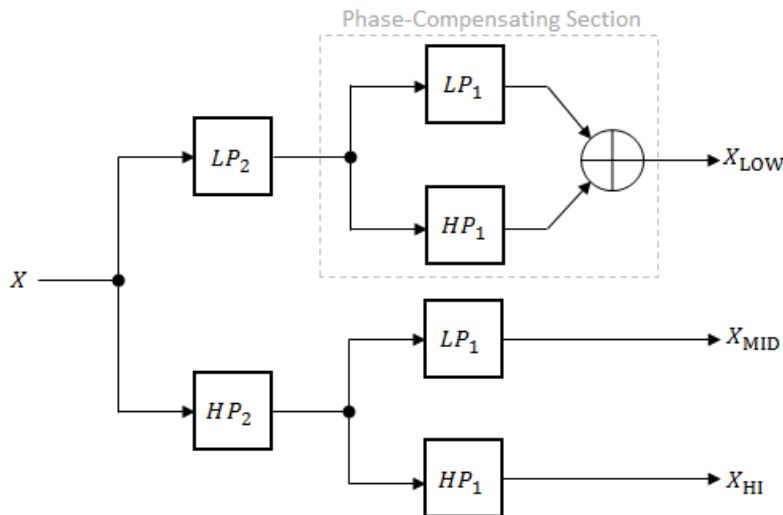 Phase-Compensating Section
LP₁
LP₂
X_LOW
HP₁
X
LP₁
X_MID
HP₂
HP₁
X_HI